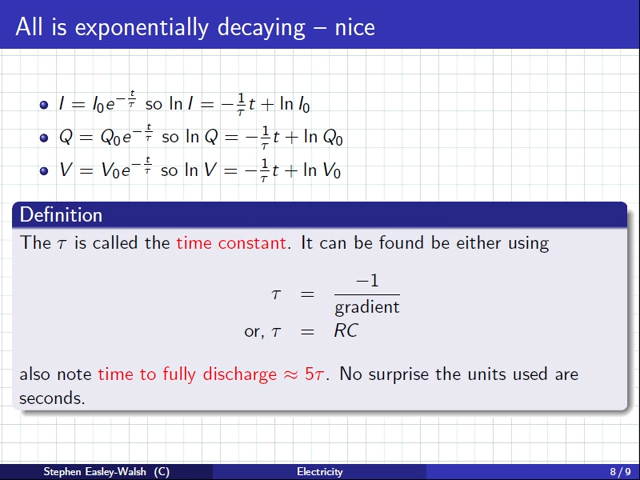 All is exponentially decaying – nice
I = I₀e^{-t/τ} so ln I = −1/τ t + ln I₀
Q = Q₀e^{-t/τ} so ln Q = −1/τ t + ln Q₀
V = V₀e^{-t/τ} so ln V = −1/τ t + ln V₀
Definition
The τ is called the time constant. It can be found be either using
τ = −1/gradient
or, τ = RC
also note time to fully discharge ≈ 5τ. No surprise the units used are
seconds.
Stephen Easley-Walsh (C) Electricity 8 / 9